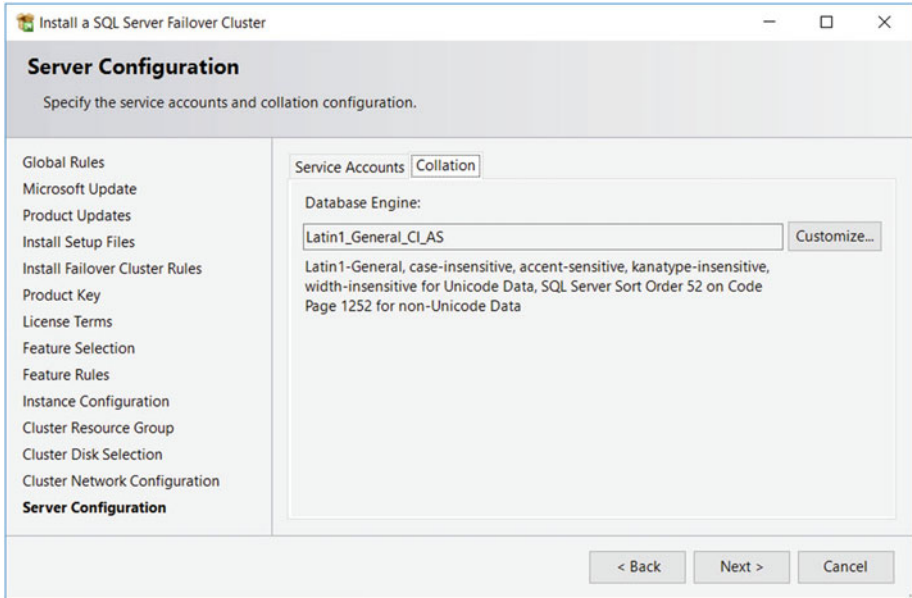 Install a SQL Server Failover Cluster
Server Configuration
Specify the service accounts and collation configuration.
Global Rules
Microsoft Update
Product Updates
Install Setup Files
Install Failover Cluster Rules
Product Key
License Terms
Feature Selection
Feature Rules
Instance Configuration
Cluster Resource Group
Cluster Disk Selection
Cluster Network Configuration
Server Configuration
Service Accounts Collation
Database Engine:
Latin1_General_CI_AS Customize...
Latin1-General, case-insensitive, accent-sensitive, kanatype-insensitive,
width-insensitive for Unicode Data, SQL Server Sort Order 52 on Code
Page 1252 for non-Unicode Data
< Back Next > Cancel